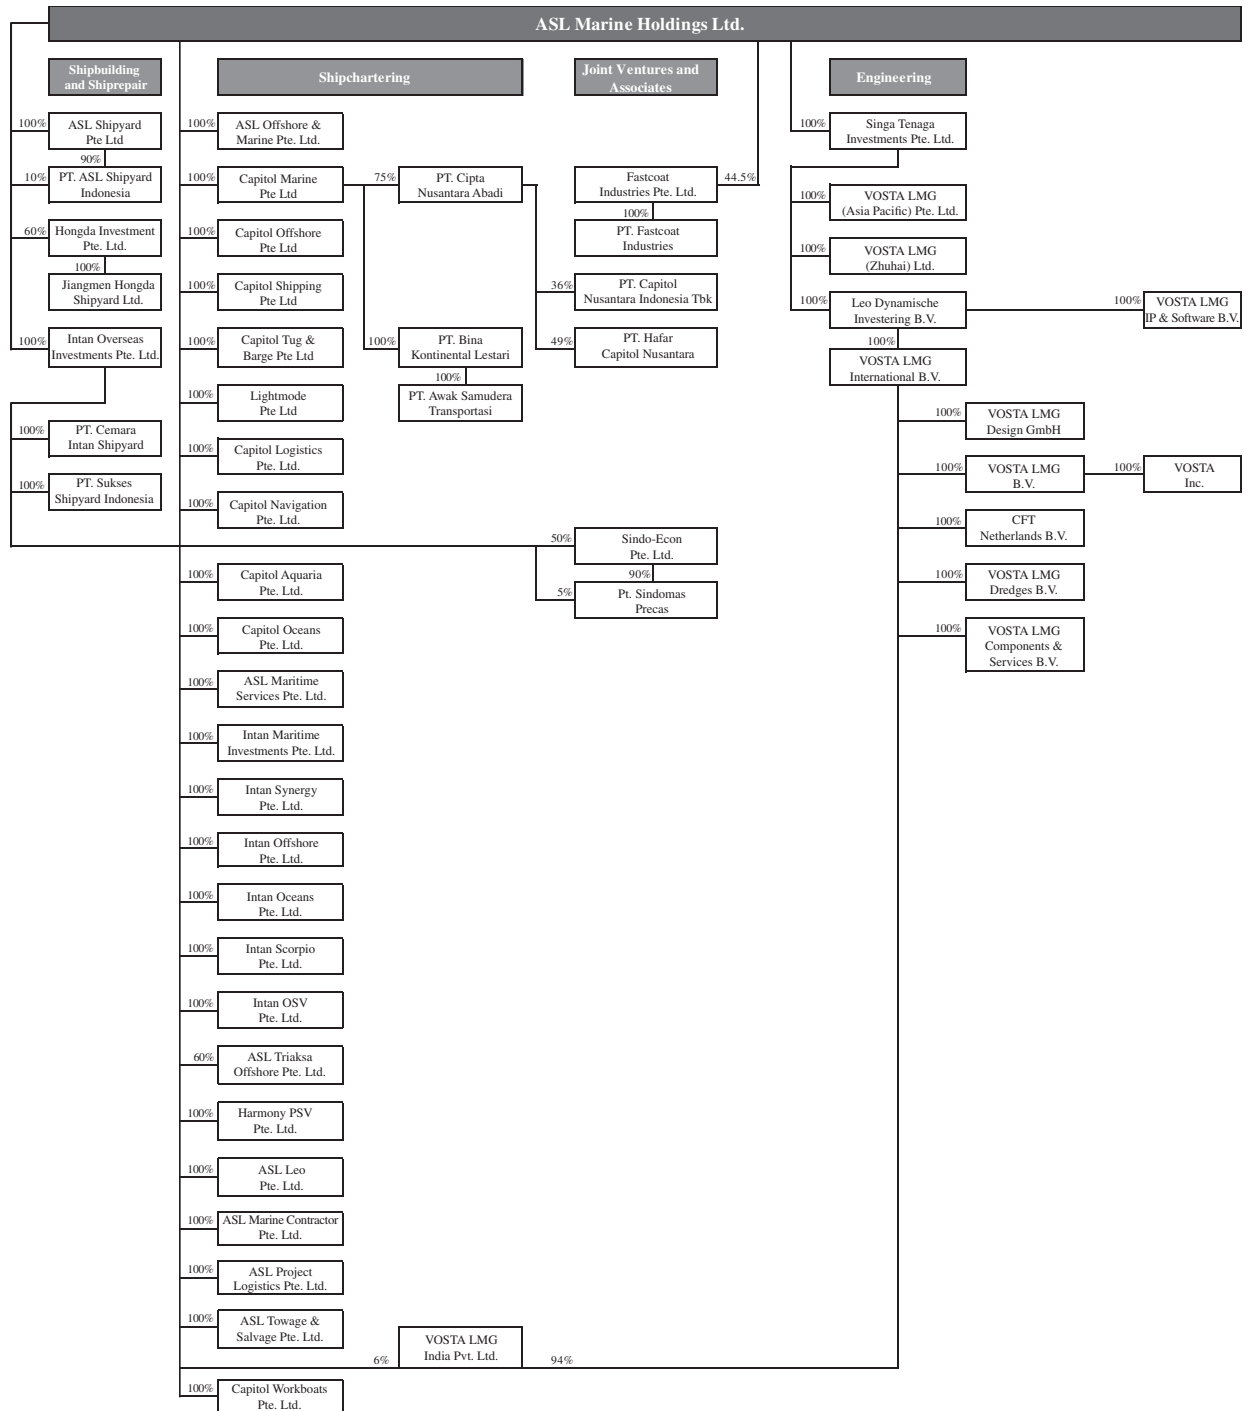 ASL Marine Holdings Ltd.
Shipbuilding
and Shiprepair
100%
ASL Shipyard
Pte Ltd
90%
10%
PT. ASL Shipyard
Indonesia
60%
Hongda Investment
Pte. Ltd.
100%
Jiangmen Hongda
Shipyard Ltd.
100%
Intan Overseas
Investments Pte. Ltd.
100%
PT. Cemara
Intan Shipyard
100%
PT. Sukses
Shipyard Indonesia
Shipchartering
100%
ASL Offshore &
Marine Pte. Ltd.
100%
Capitol Marine
Pte Ltd
100%
Capitol Offshore
Pte Ltd
100%
Capitol Shipping
Pte Ltd
100%
Capitol Tug &
Barge Pte Ltd
100%
Lightmode
Pte Ltd
100%
Capitol Logistics
Pte. Ltd.
100%
Capitol Navigation
Pte. Ltd.
100%
Capitol Aquaria
Pte. Ltd.
100%
Capitol Oceans
Pte. Ltd.
100%
ASL Maritime
Services Pte. Ltd.
100%
Intan Maritime
Investments Pte. Ltd.
100%
Intan Synergy
Pte. Ltd.
100%
Intan Offshore
Pte. Ltd.
100%
Intan Oceans
Pte. Ltd.
100%
Intan Scorpio
Pte. Ltd.
100%
Intan OSV
Pte. Ltd.
60%
ASL Triaksa
Offshore Pte. Ltd.
100%
Harmony PSV
Pte. Ltd.
100%
ASL Leo
Pte. Ltd.
100%
ASL Marine Contractor
Pte. Ltd.
100%
ASL Project
Logistics Pte. Ltd.
100%
ASL Towage &
Salvage Pte. Ltd.
100%
Capitol Workboats
Pte. Ltd.
75%
PT. Cipta
Nusantara Abadi
100%
PT. Bina
Kontinental Lestari
100%
PT. Awak Samudera
Transportasi
6%
VOSTA LMG
India Pvt. Ltd.
94%
Joint Ventures and
Associates
Fastcoat
Industries Pte. Ltd.
44.5%
100%
PT. Fastcoat
Industries
36%
PT. Capitol
Nusantara Indonesia Tbk
49%
PT. Hafar
Capitol Nusantara
50%
Sindo-Econ
Pte. Ltd.
90%
5%
Pt. Sindomas
Precas
Engineering
100%
Singa Tenaga
Investments Pte. Ltd.
100%
VOSTA LMG
(Asia Pacific) Pte. Ltd.
100%
VOSTA LMG
(Zhuhai) Ltd.
100%
Leo Dynamische
Investering B.V.
100%
VOSTA LMG
IP & Software B.V.
100%
VOSTA LMG
International B.V.
100%
VOSTA LMG
Design GmbH
100%
VOSTA LMG
B.V.
100%
VOSTA
Inc.
100%
CFT
Netherlands B.V.
100%
VOSTA LMG
Dredges B.V.
100%
VOSTA LMG
Components &
Services B.V.